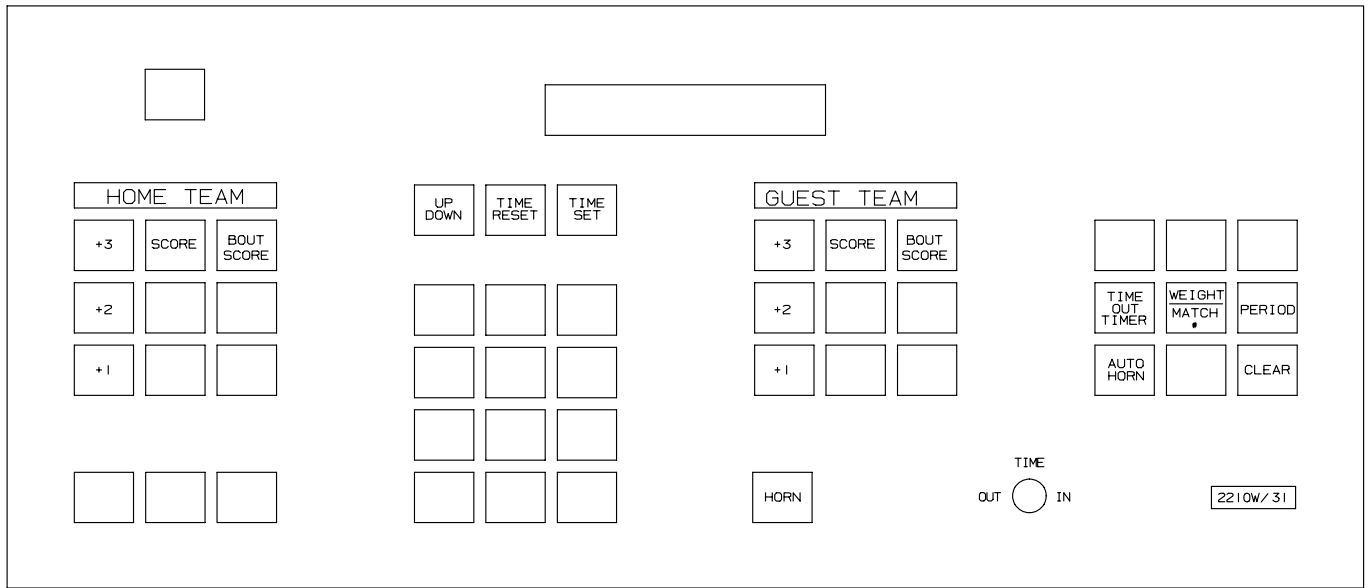 HOME TEAM
+3
SCORE
BOUT
SCORE
+2
+1
UP
DOWN
TIME
RESET
TIME
SET
GUEST TEAM
+3
SCORE
BOUT
SCORE
+2
+1
TIME
OUT
TIMER
WEIGHT
MATCH
PERIOD
AUTO
HORN
CLEAR
HORN
TIME
OUT
IN
2210W/31